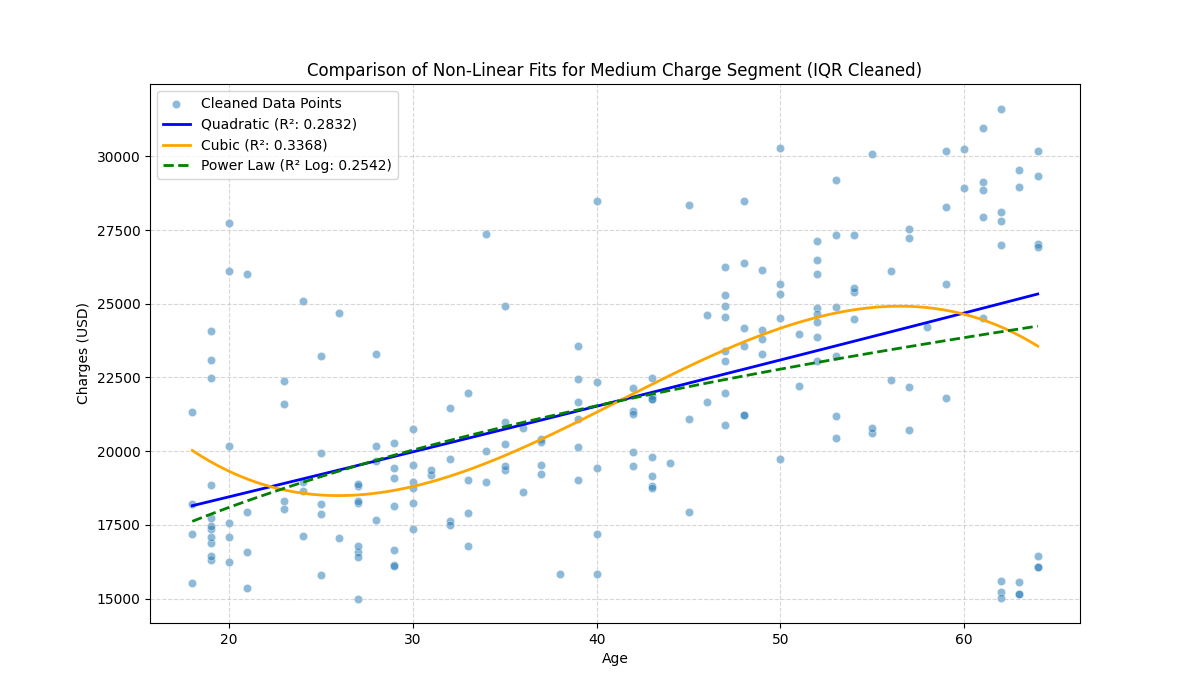 Comparison of Non-Linear Fits for Medium Charge Segment (IQR Cleaned)
Cleaned Data Points
Quadratic (R²: 0.2832)
Cubic (R²: 0.3368)
Power Law (R² Log: 0.2542)
Charges (USD)
30000
27500
25000
22500
20000
17500
15000
20
30
40
50
60
Age